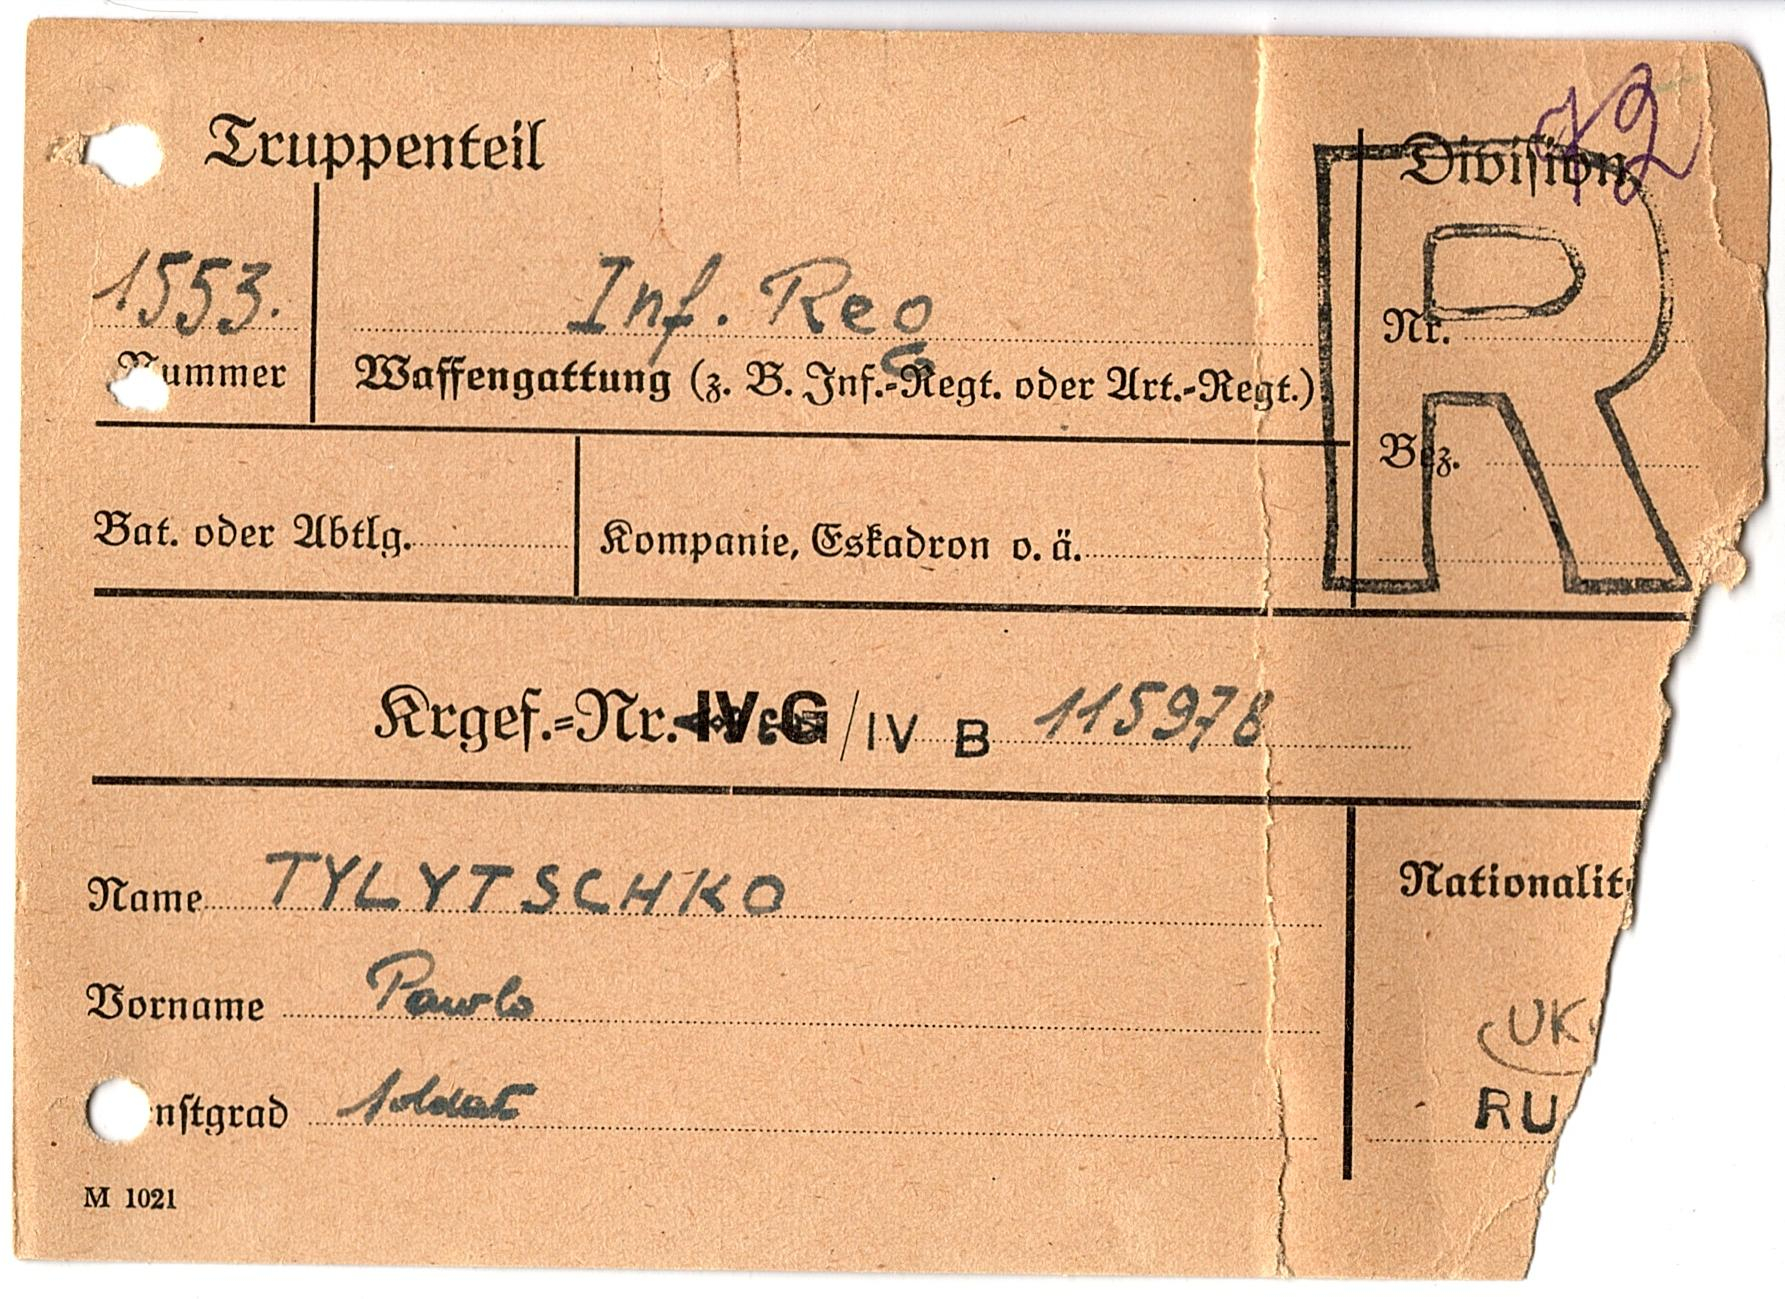 Truppenteil
Division
72
R
1553.
Inf. Reg
Nr.
Nummer
Waffengattung (z. B. Inf.-Regt. oder Art.-Regt.)
Bez.
Bat. oder Abtlg.
Kompanie, Eskadron o. ä.
Krgef.-Nr. IV G / IV B 115978
Name TYLYTSCHKO
Nationalit
Vorname Pawlo
UK
nstgrad Soldat
RU
M 1021